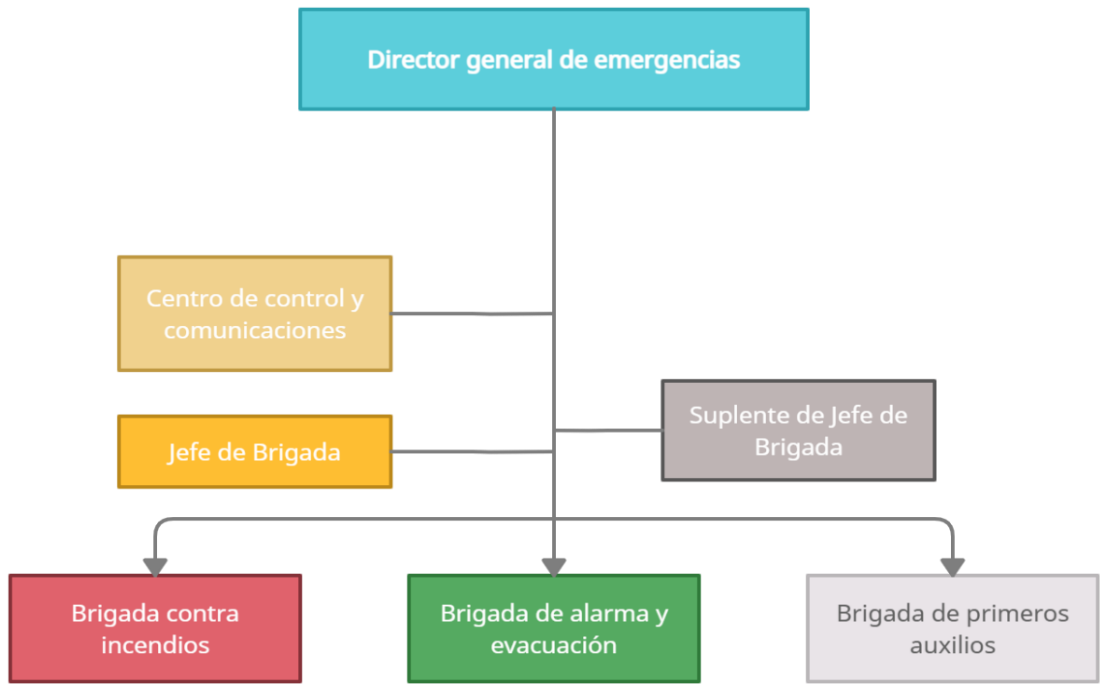 Director general de emergencias
Centro de control y
comunicaciones
Suplente de Jefe de
Brigada
Jefe de Brigada
Brigada contra
incendios
Brigada de alarma y
evacuación
Brigada de primeros
auxilios